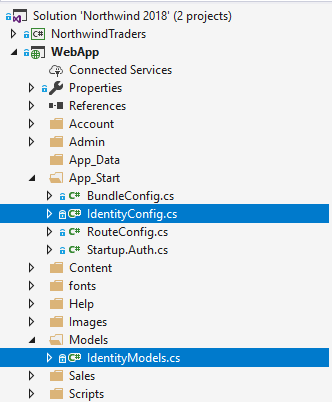 Solution 'Northwind 2018' (2 projects)
C# NorthwindTraders
WebApp
Connected Services
Properties
References
Account
Admin
App_Data
App_Start
C# BundleConfig.cs
C# IdentityConfig.cs
C# RouteConfig.cs
C# Startup.Auth.cs
Content
fonts
Help
Images
Models
C# IdentityModels.cs
Sales
Scripts